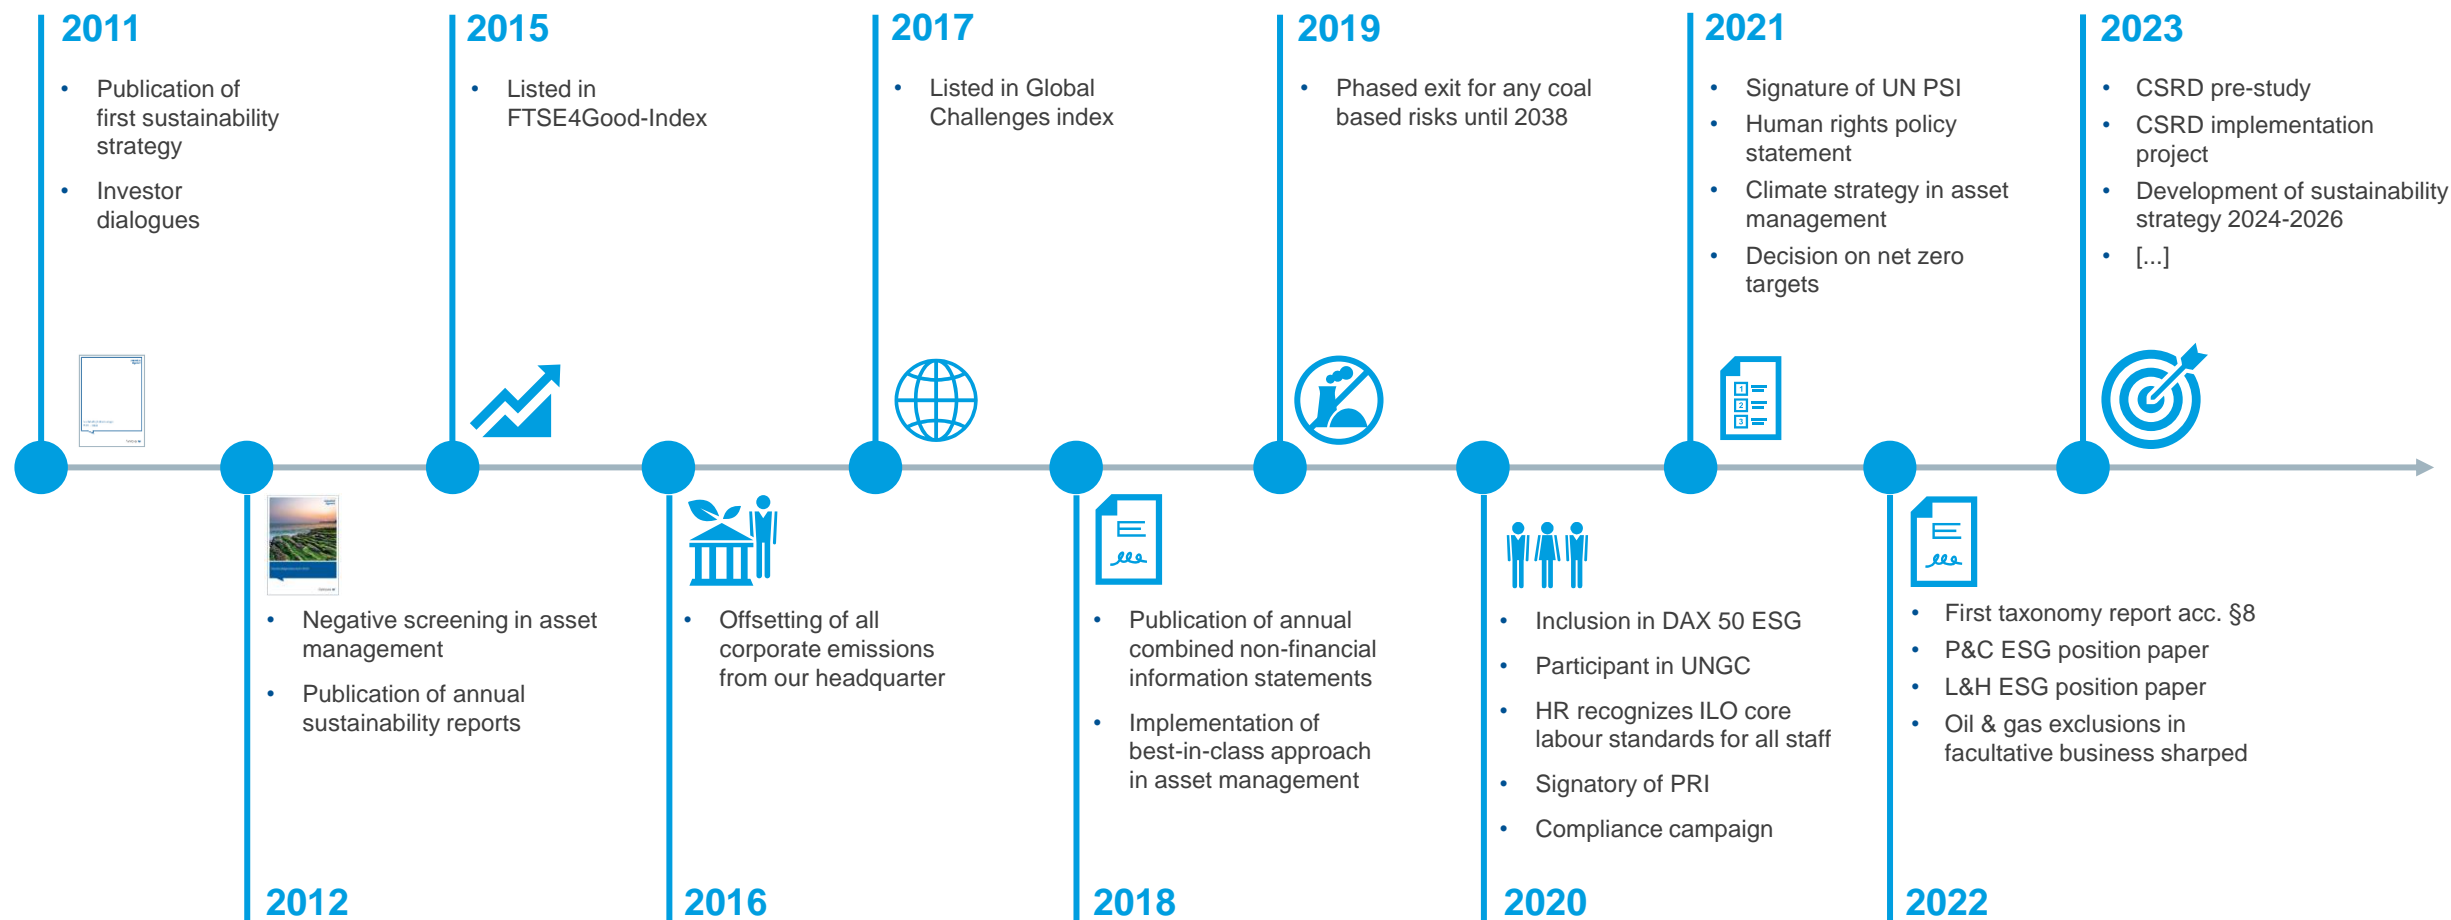 2011
• Publication of
first sustainability
strategy
• Investor
dialogues
2015
• Listed in
FTSE4Good-Index
2017
• Listed in Global
Challenges index
2019
• Phased exit for any coal
based risks until 2038
2021
• Signature of UN PSI
• Human rights policy
statement
• Climate strategy in asset
management
• Decision on net zero
targets
2023
• CSRD pre-study
• CSRD implementation
project
• Development of sustainability
strategy 2024-2026
• [...]
1
2
3
• Negative screening in asset
management
• Publication of annual
sustainability reports
2012
• Offsetting of all
corporate emissions
from our headquarter
2016
• Publication of annual
combined non-financial
information statements
• Implementation of
best-in-class approach
in asset management
2018
• Inclusion in DAX 50 ESG
• Participant in UNGC
• HR recognizes ILO core
labour standards for all staff
• Signatory of PRI
• Compliance campaign
2020
• First taxonomy report acc. §8
• P&C ESG position paper
• L&H ESG position paper
• Oil & gas exclusions in
facultative business sharped
2022